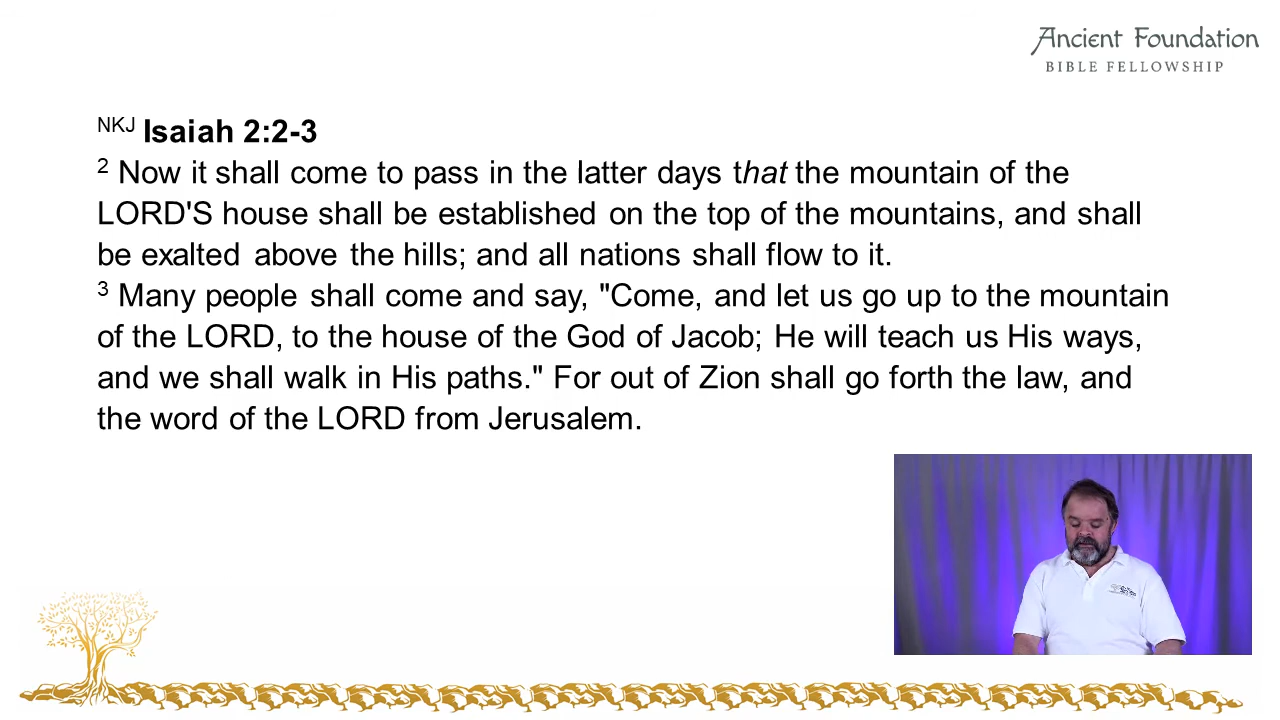 Ancient Foundation
BIBLE FELLOWSHIP
NKJ Isaiah 2:2-3
2 Now it shall come to pass in the latter days that the mountain of the
LORD'S house shall be established on the top of the mountains, and shall
be exalted above the hills; and all nations shall flow to it.
3 Many people shall come and say, "Come, and let us go up to the mountain
of the LORD, to the house of the God of Jacob; He will teach us His ways,
and we shall walk in His paths." For out of Zion shall go forth the law, and
the word of the LORD from Jerusalem.